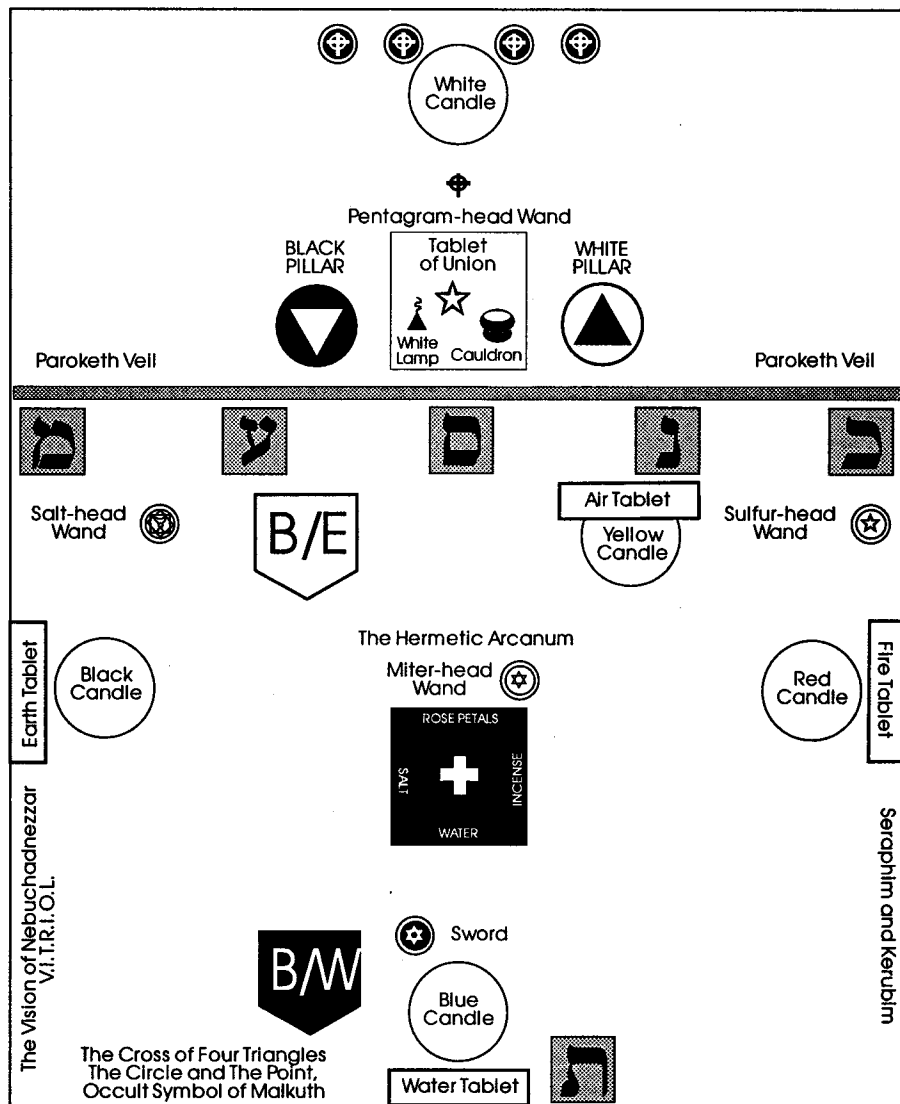 White
Candle
Pentagram-head Wand
BLACK
PILLAR
Tablet
of Union
WHITE
PILLAR
White
Lamp
Cauldron
Paroketh Veil
Paroketh Veil
מ
ע
ם
נ
כ
Salt-head
Wand
B/E
Air Tablet
Yellow
Candle
Sulfur-head
Wand
Earth Tablet
Black
Candle
The Hermetic Arcanum
Miter-head
Wand
ROSE PETALS
SALT
INCENSE
WATER
Red
Candle
Fire Tablet
The Vision of Nebuchadnezzar
V.I.T.R.I.O.L.
Seraphim and Kerubim
B/W
Sword
Blue
Candle
The Cross of Four Triangles
The Circle and The Point,
Occult Symbol of Malkuth
Water Tablet
ת